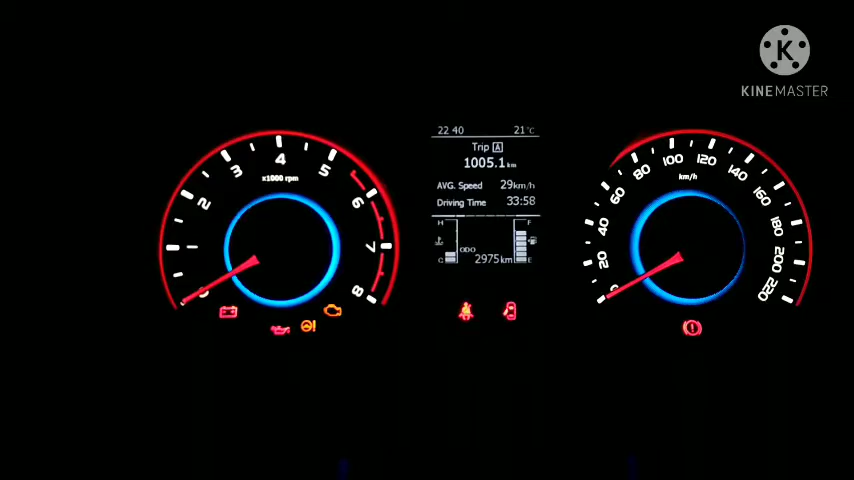 K
KINEMASTER
22:40 21°C
Trip A
1005.1 km
AVG. Speed 29km/h
Driving Time 33:58
H F
ODO
C E
2975km
0 2 3 4 5 6 7 8
x1000 rpm
0 20 40 60 80 100 120 140 160 180 200 220
km/h